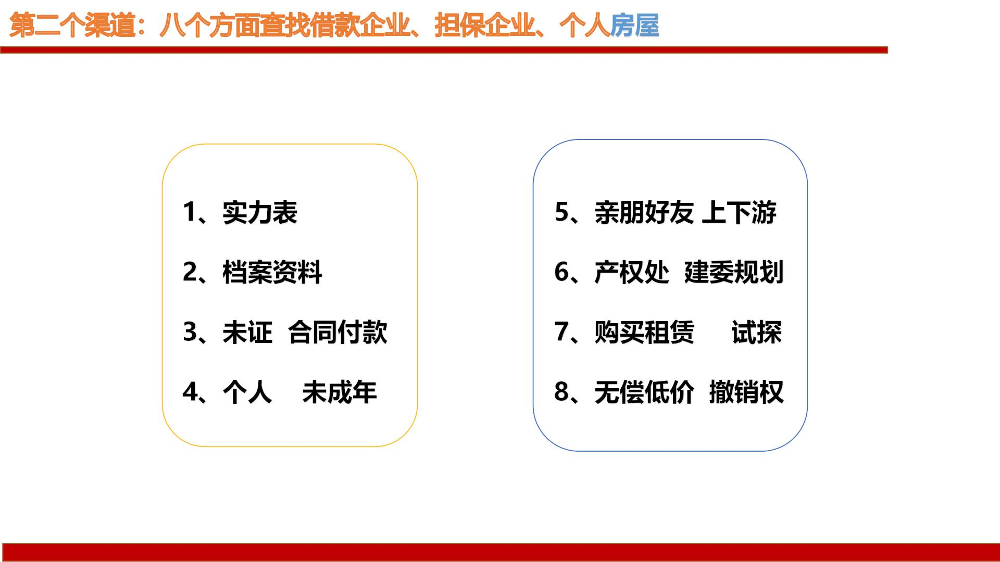 第二个渠道：八个方面查找借款企业、担保企业、个人房屋
1、实力表
2、档案资料
3、未证 合同付款
4、个人 未成年
5、亲朋好友 上下游
6、产权处 建委规划
7、购买租赁 试探
8、无偿低价 撤销权